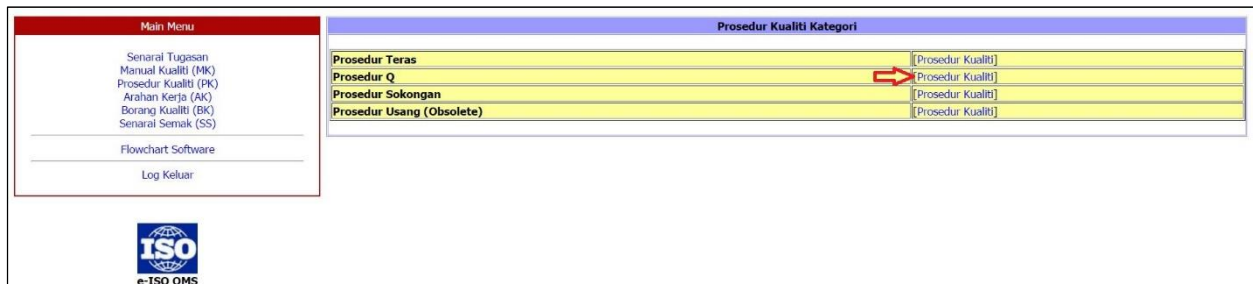 Main Menu
Senarai Tugasan
Manual Kualiti (MK)
Prosedur Kualiti (PK)
Arahan Kerja (AK)
Borang Kualiti (BK)
Senarai Semak (SS)
Flowchart Software
Log Keluar
ISO
e-ISO QMS
Prosedur Kualiti Kategori
Prosedur Teras [Prosedur Kualiti]
Prosedur Q [Prosedur Kualiti]
Prosedur Sokongan [Prosedur Kualiti]
Prosedur Usang (Obsolete) [Prosedur Kualiti]